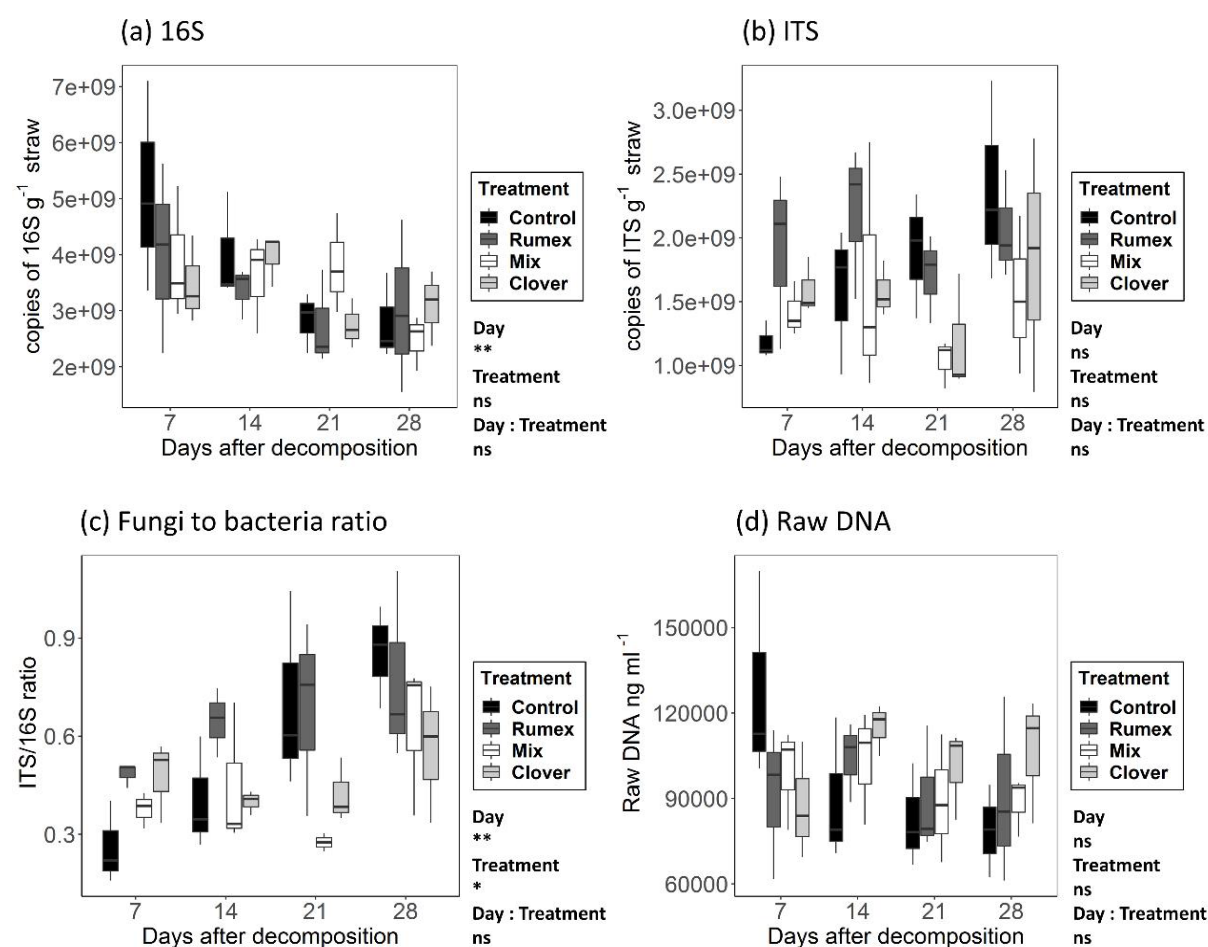 (a) 16S
copies of 16S g-1 straw
7e+09
6e+09
5e+09
4e+09
3e+09
2e+09
7
14
21
28
Days after decomposition
Treatment
Control
Rumex
Mix
Clover
Day
**
Treatment
ns
Day : Treatment
ns
(b) ITS
copies of ITS g-1 straw
3.0e+09
2.5e+09
2.0e+09
1.5e+09
1.0e+09
7
14
21
28
Days after decomposition
Treatment
Control
Rumex
Mix
Clover
Day
ns
Treatment
ns
Day : Treatment
ns
(c) Fungi to bacteria ratio
ITS/16S ratio
0.9
0.6
0.3
7
14
21
28
Days after decomposition
Treatment
Control
Rumex
Mix
Clover
Day
**
Treatment
*
Day : Treatment
ns
(d) Raw DNA
Raw DNA ng ml -1
150000
120000
90000
60000
7
14
21
28
Days after decomposition
Treatment
Control
Rumex
Mix
Clover
Day
ns
Treatment
ns
Day : Treatment
ns